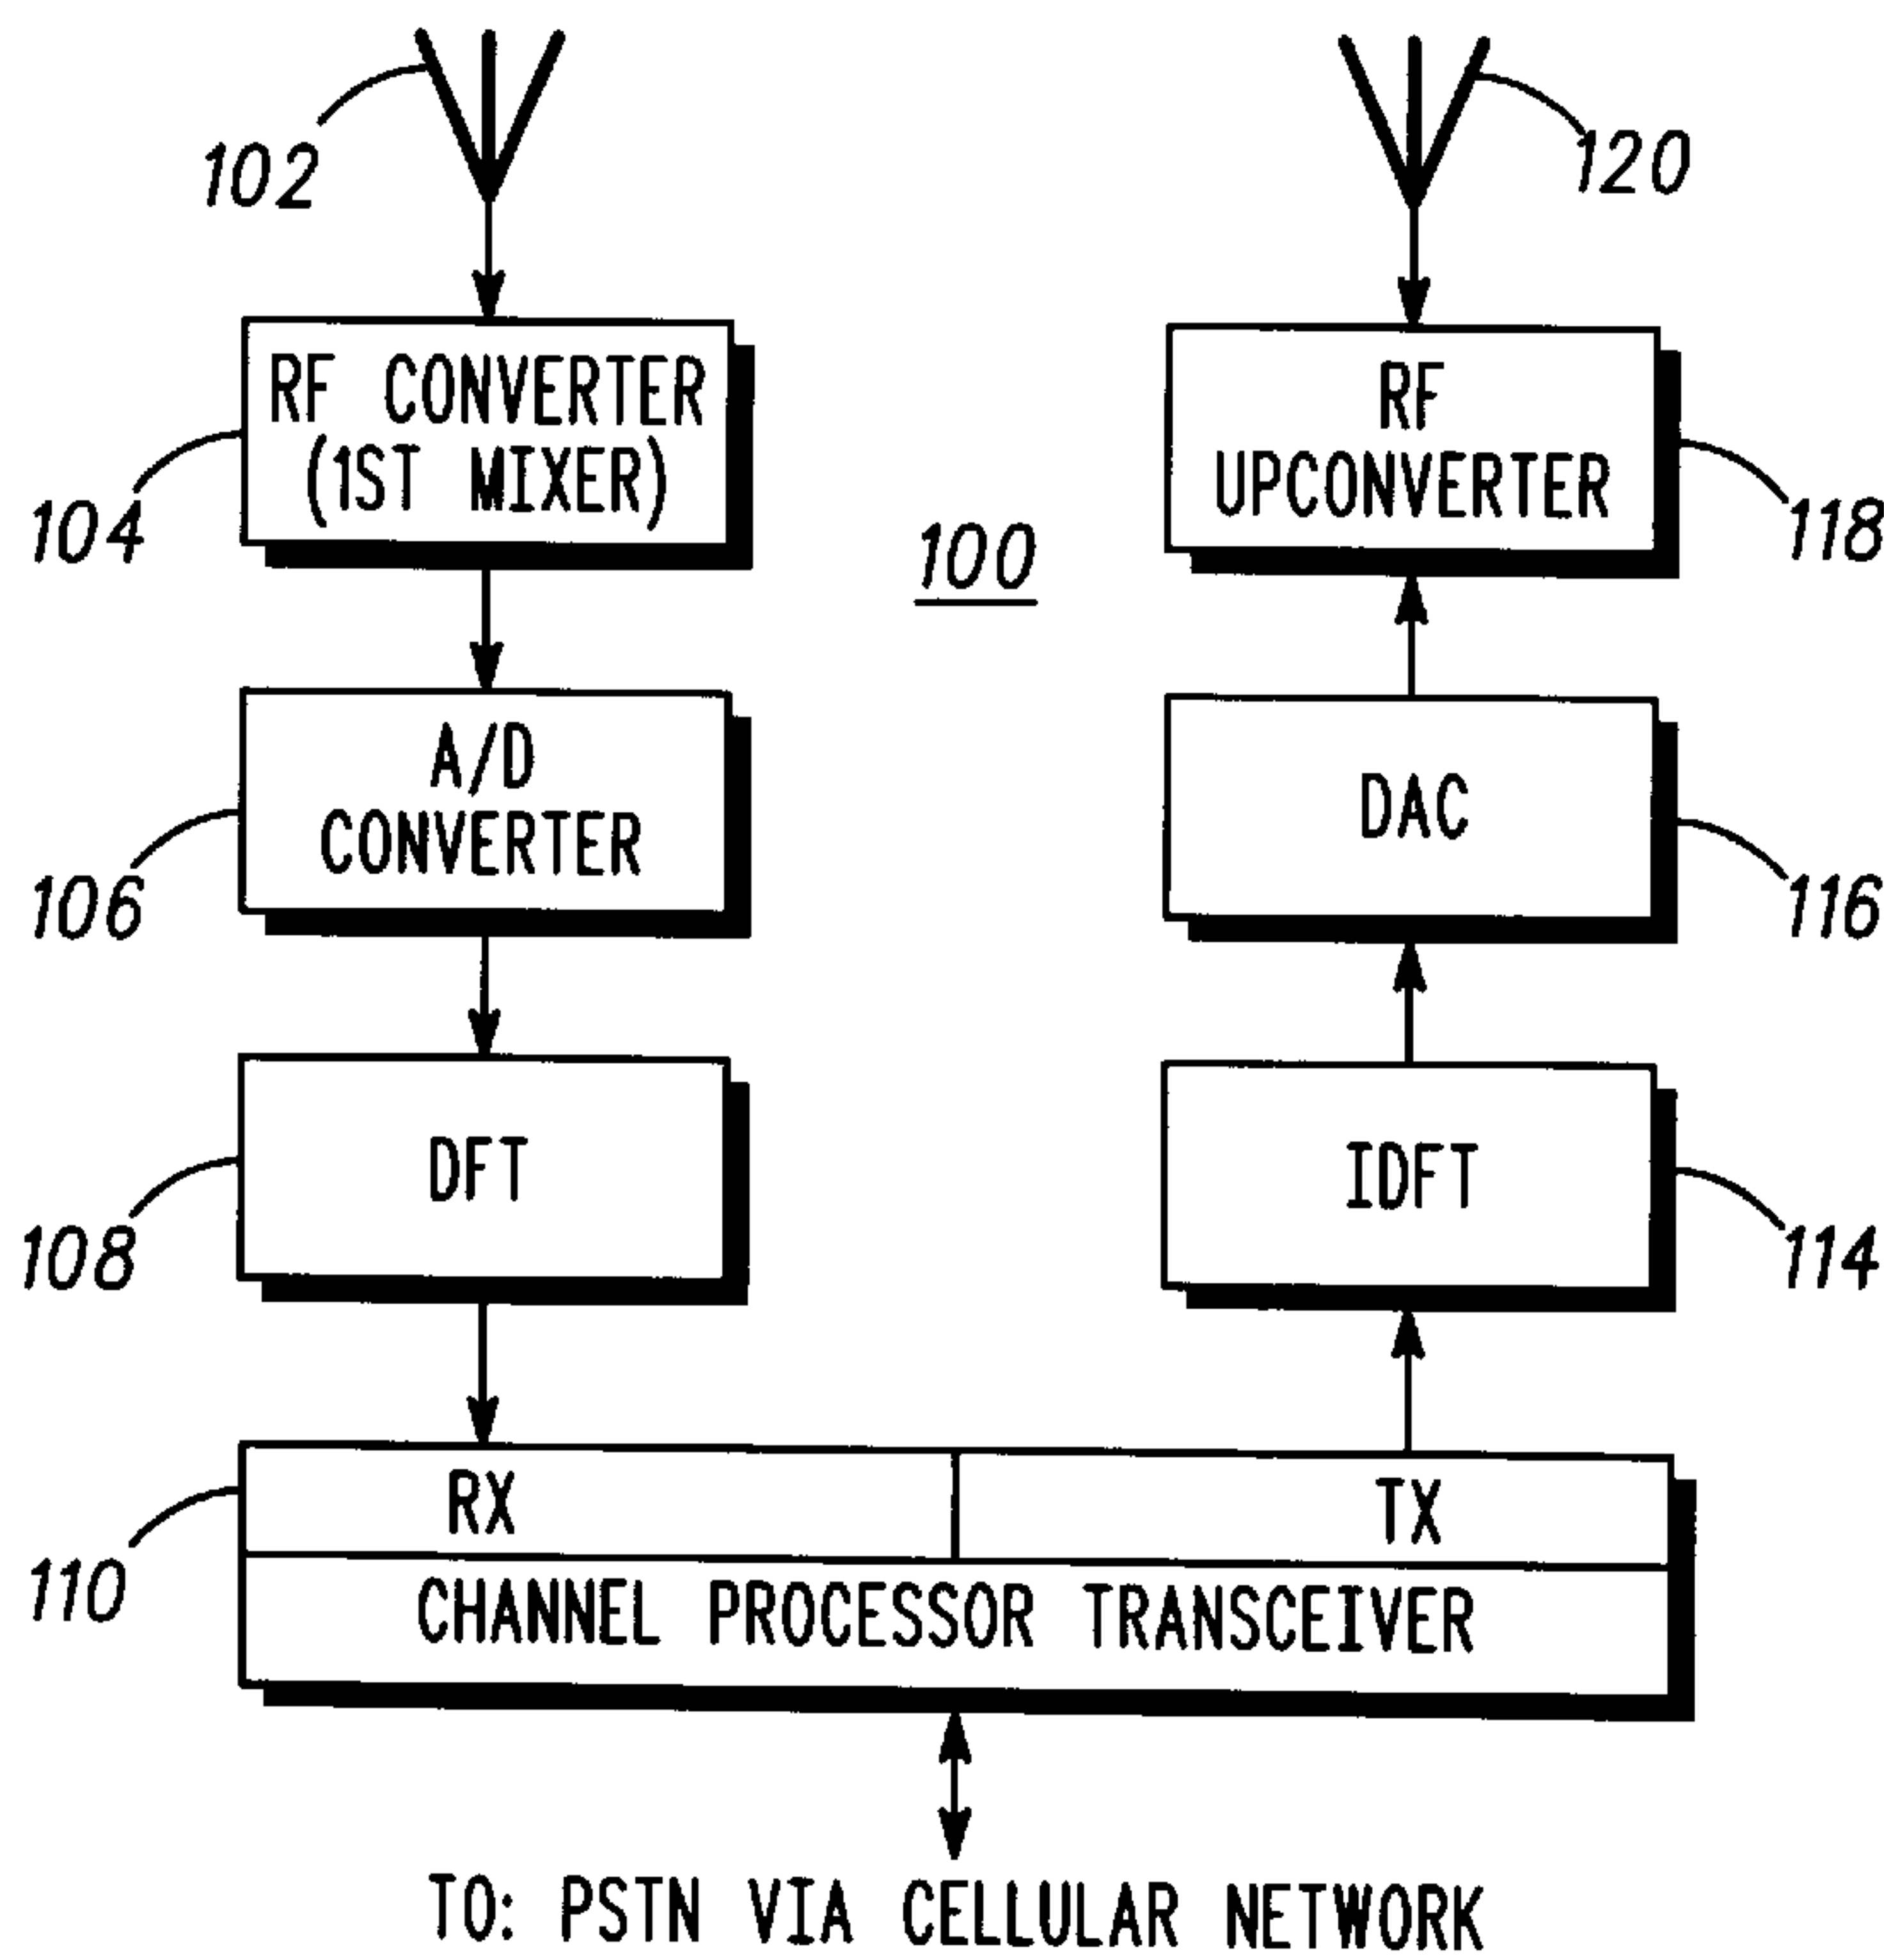 102
120
RF CONVERTER
(1ST MIXER)
104
100
RF
UPCONVERTER
118
A/D
CONVERTER
106
DAC
116
DFT
108
IDFT
114
RX
TX
110
CHANNEL PROCESSOR TRANSCEIVER
TO: PSTN VIA CELLULAR NETWORK